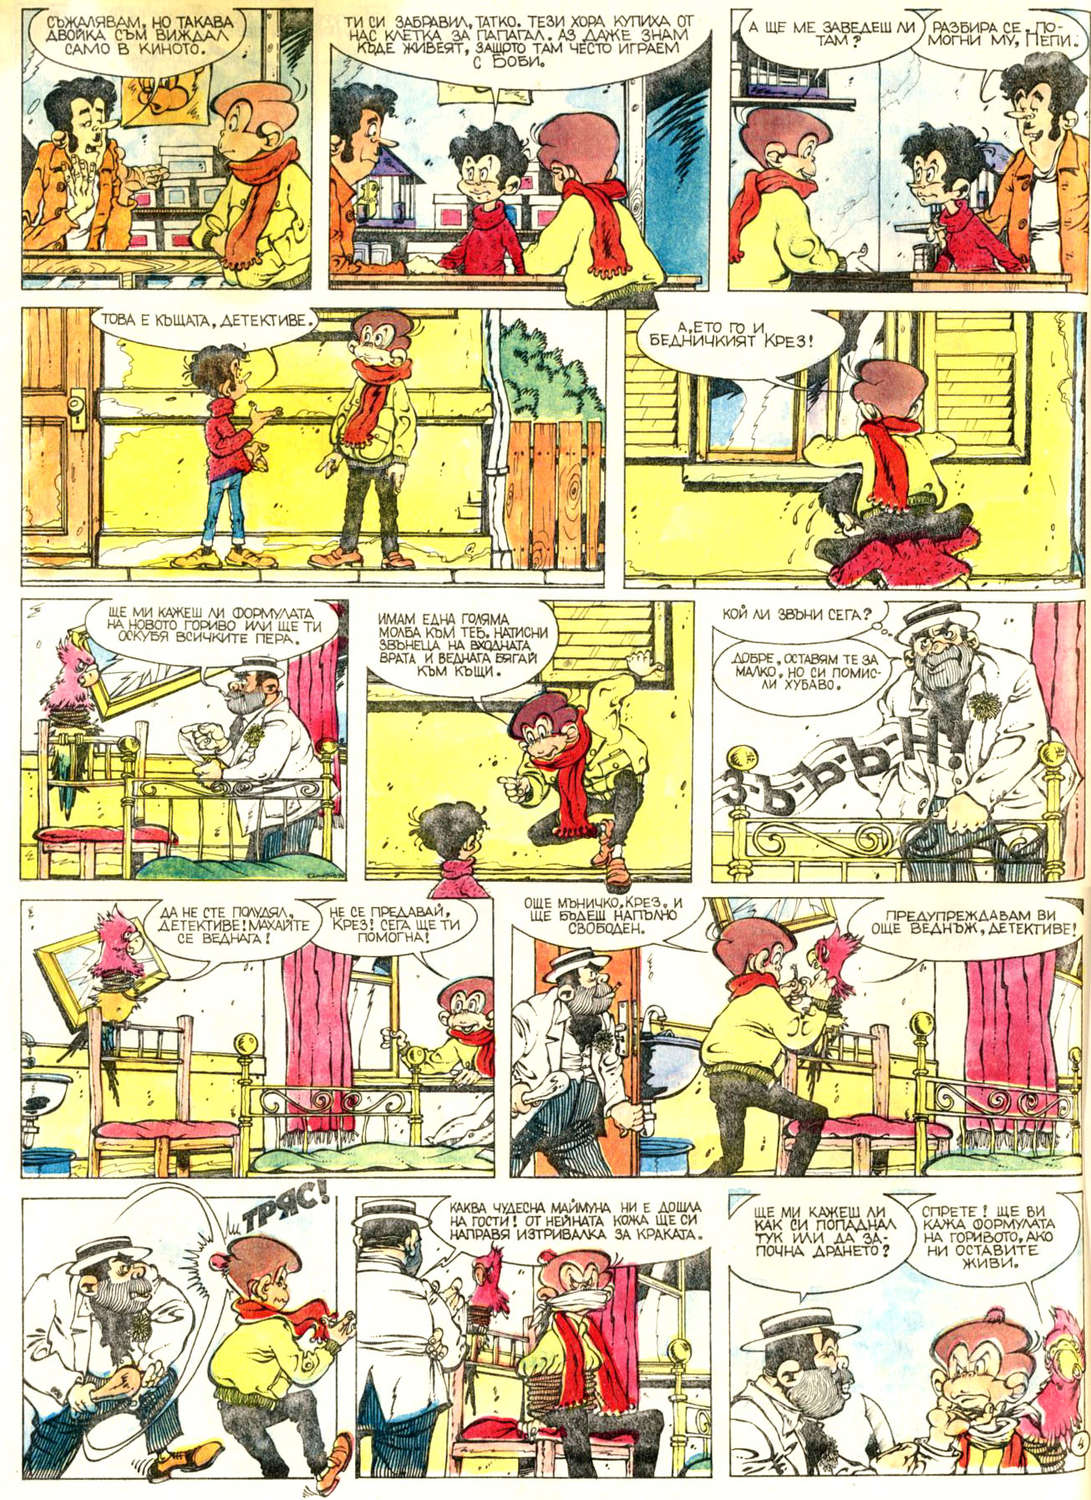 СЪЖАЛЯВАМ, НО ТАКАВА
ДВОЙКА СЪМ ВИЖДАЛ
САМО В КИНОТО.
ТИ СИ ЗАБРАВИЛ, ТАТКО. ТЕЗИ ХОРА КУПИХА ОТ
НАС КЛЕТКА ЗА ПАПАГАЛ. АЗ ДАЖЕ ЗНАМ
КЪДЕ ЖИВЕЯТ, ЗАЩОТО ТАМ ЧЕСТО ИГРАЕМ
С БОБИ.
А ЩЕ МЕ ЗАВЕДЕШ ЛИ
ТАМ?
РАЗБИРА СЕ. ПО-
МОГНИ МУ, ПЕПИ.
ТОВА Е КЪЩАТА, ДЕТЕКТИВЕ.
А, ЕТО ГО И
БЕДНИЧКИЯТ КРЕЗ!
ЩЕ МИ КАЖЕШ ЛИ ФОРМУЛАТА
НА НОВОТО ГОРИВО ИЛИ ЩЕ ТИ
ОСКУБЯ ВСИЧКИТЕ ПЕРА.
ИМАМ ЕДНА ГОЛЯМА
МОЛБА КЪМ ТЕБ. НАТИСНИ
ЗВЪНЕЦА НА ВХОДНАТА
ВРАТА И ВЕДНАГА БЯГАЙ
КЪМ КЪЩИ.
КОЙ ЛИ ЗВЪНИ СЕГА?
ДОБРЕ, ОСТАВЯМ ТЕ ЗА
МАЛКО, НО СИ ПОМИС-
ЛИ ХУБАВО.
З-Ъ-Ъ-Ъ-Н!
ДА НЕ СТЕ ПОЛУДЯЛ,
ДЕТЕКТИВЕ! МАХАЙТЕ
СЕ ВЕДНАГА!
НЕ СЕ ПРЕДАВАЙ,
КРЕЗ! СЕГА ЩЕ ТИ
ПОМОГНА!
ОЩЕ МЪНИЧКО, КРЕЗ, И
ЩЕ БЪДЕШ НАПЪЛНО
СВОБОДЕН.
ПРЕДУПРЕЖДАВАМ ВИ
ОЩЕ ВЕДНЪЖ, ДЕТЕКТИВЕ!
ТРЯС!
КАКВА ЧУДЕСНА МАЙМУНА НИ Е ДОШЛА
НА ГОСТИ! ОТ НЕЙНАТА КОЖА ЩЕ СИ
НАПРАВЯ ИЗТРИВАЛКА ЗА КРАКАТА.
ЩЕ МИ КАЖЕШ ЛИ
КАК СИ ПОПАДНАЛ
ТУК ИЛИ ДА ЗА-
ПОЧНА ДРАНЕТО?
СПРЕТЕ! ЩЕ ВИ
КАЖА ФОРМУЛАТА
НА ГОРИВОТО, АКО
НИ ОСТАВИТЕ
ЖИВИ.